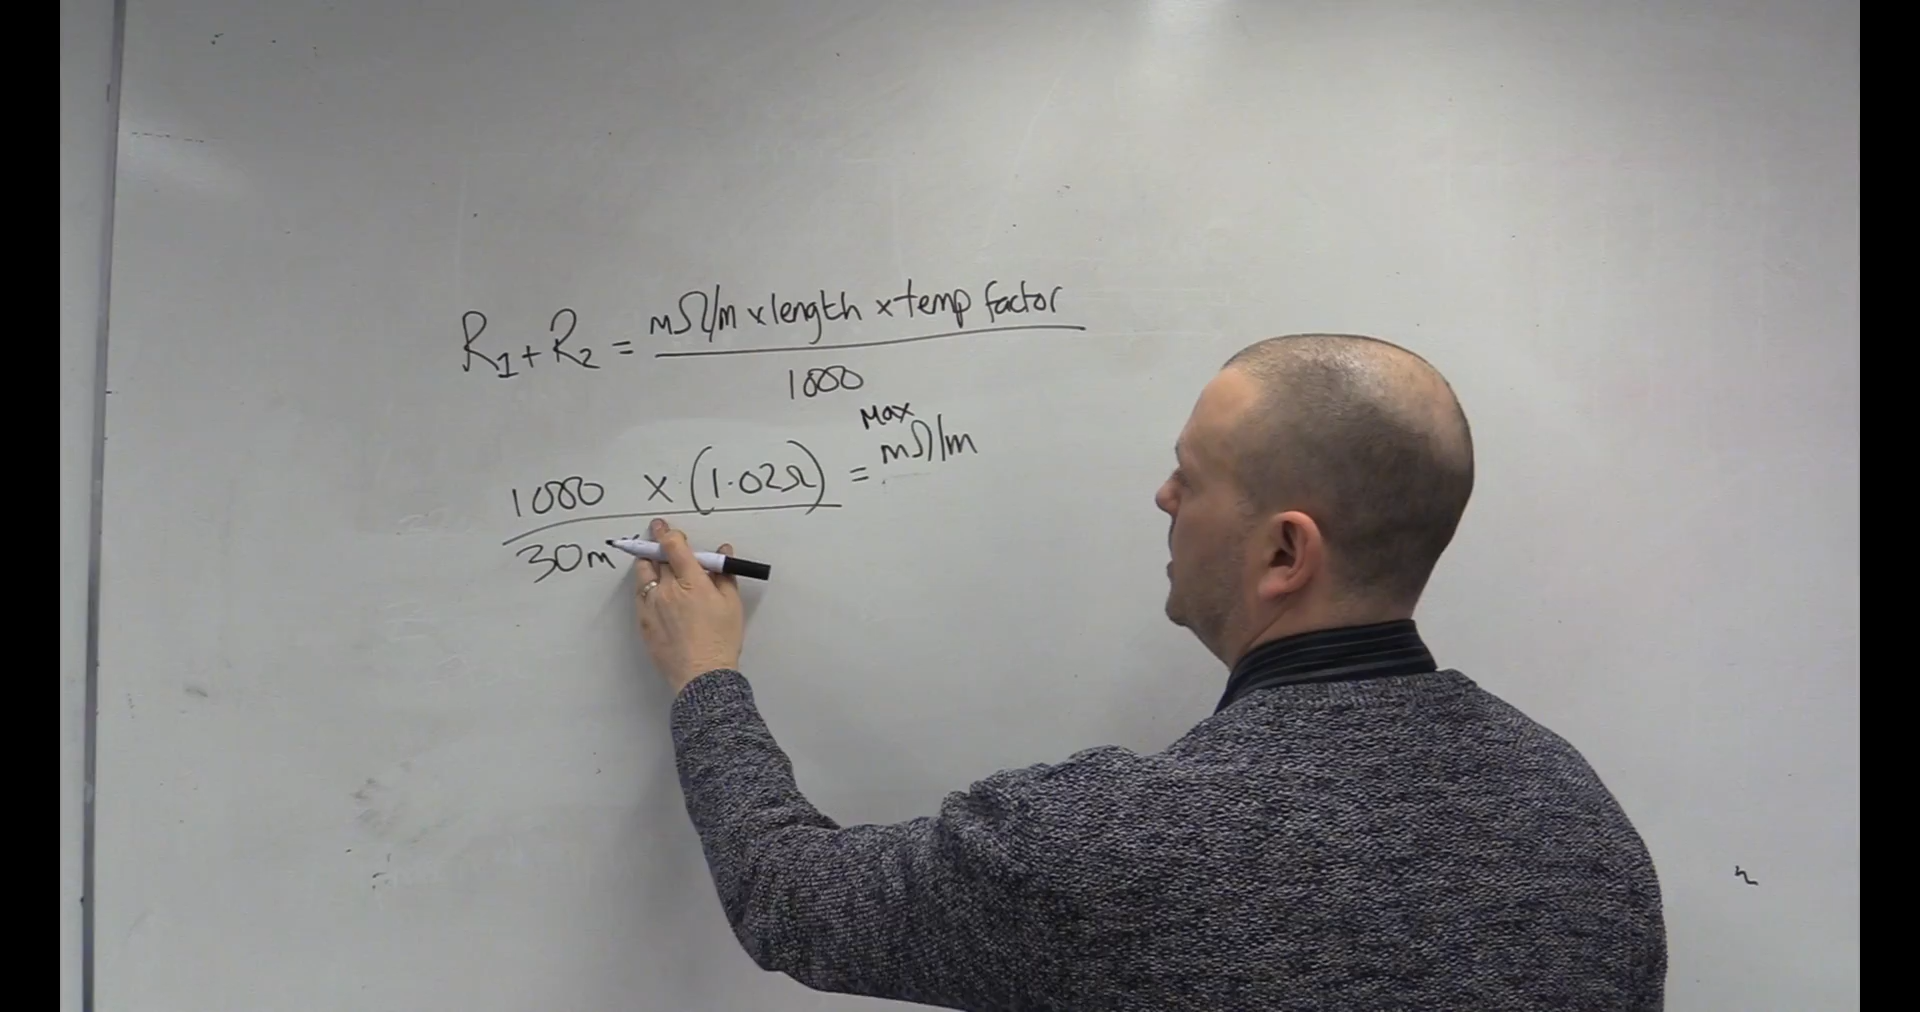 R₁+R₂ = mΩ/m x length x temp factor
1000
Max
1000 x (1.02Ω) = mΩ/m
30m